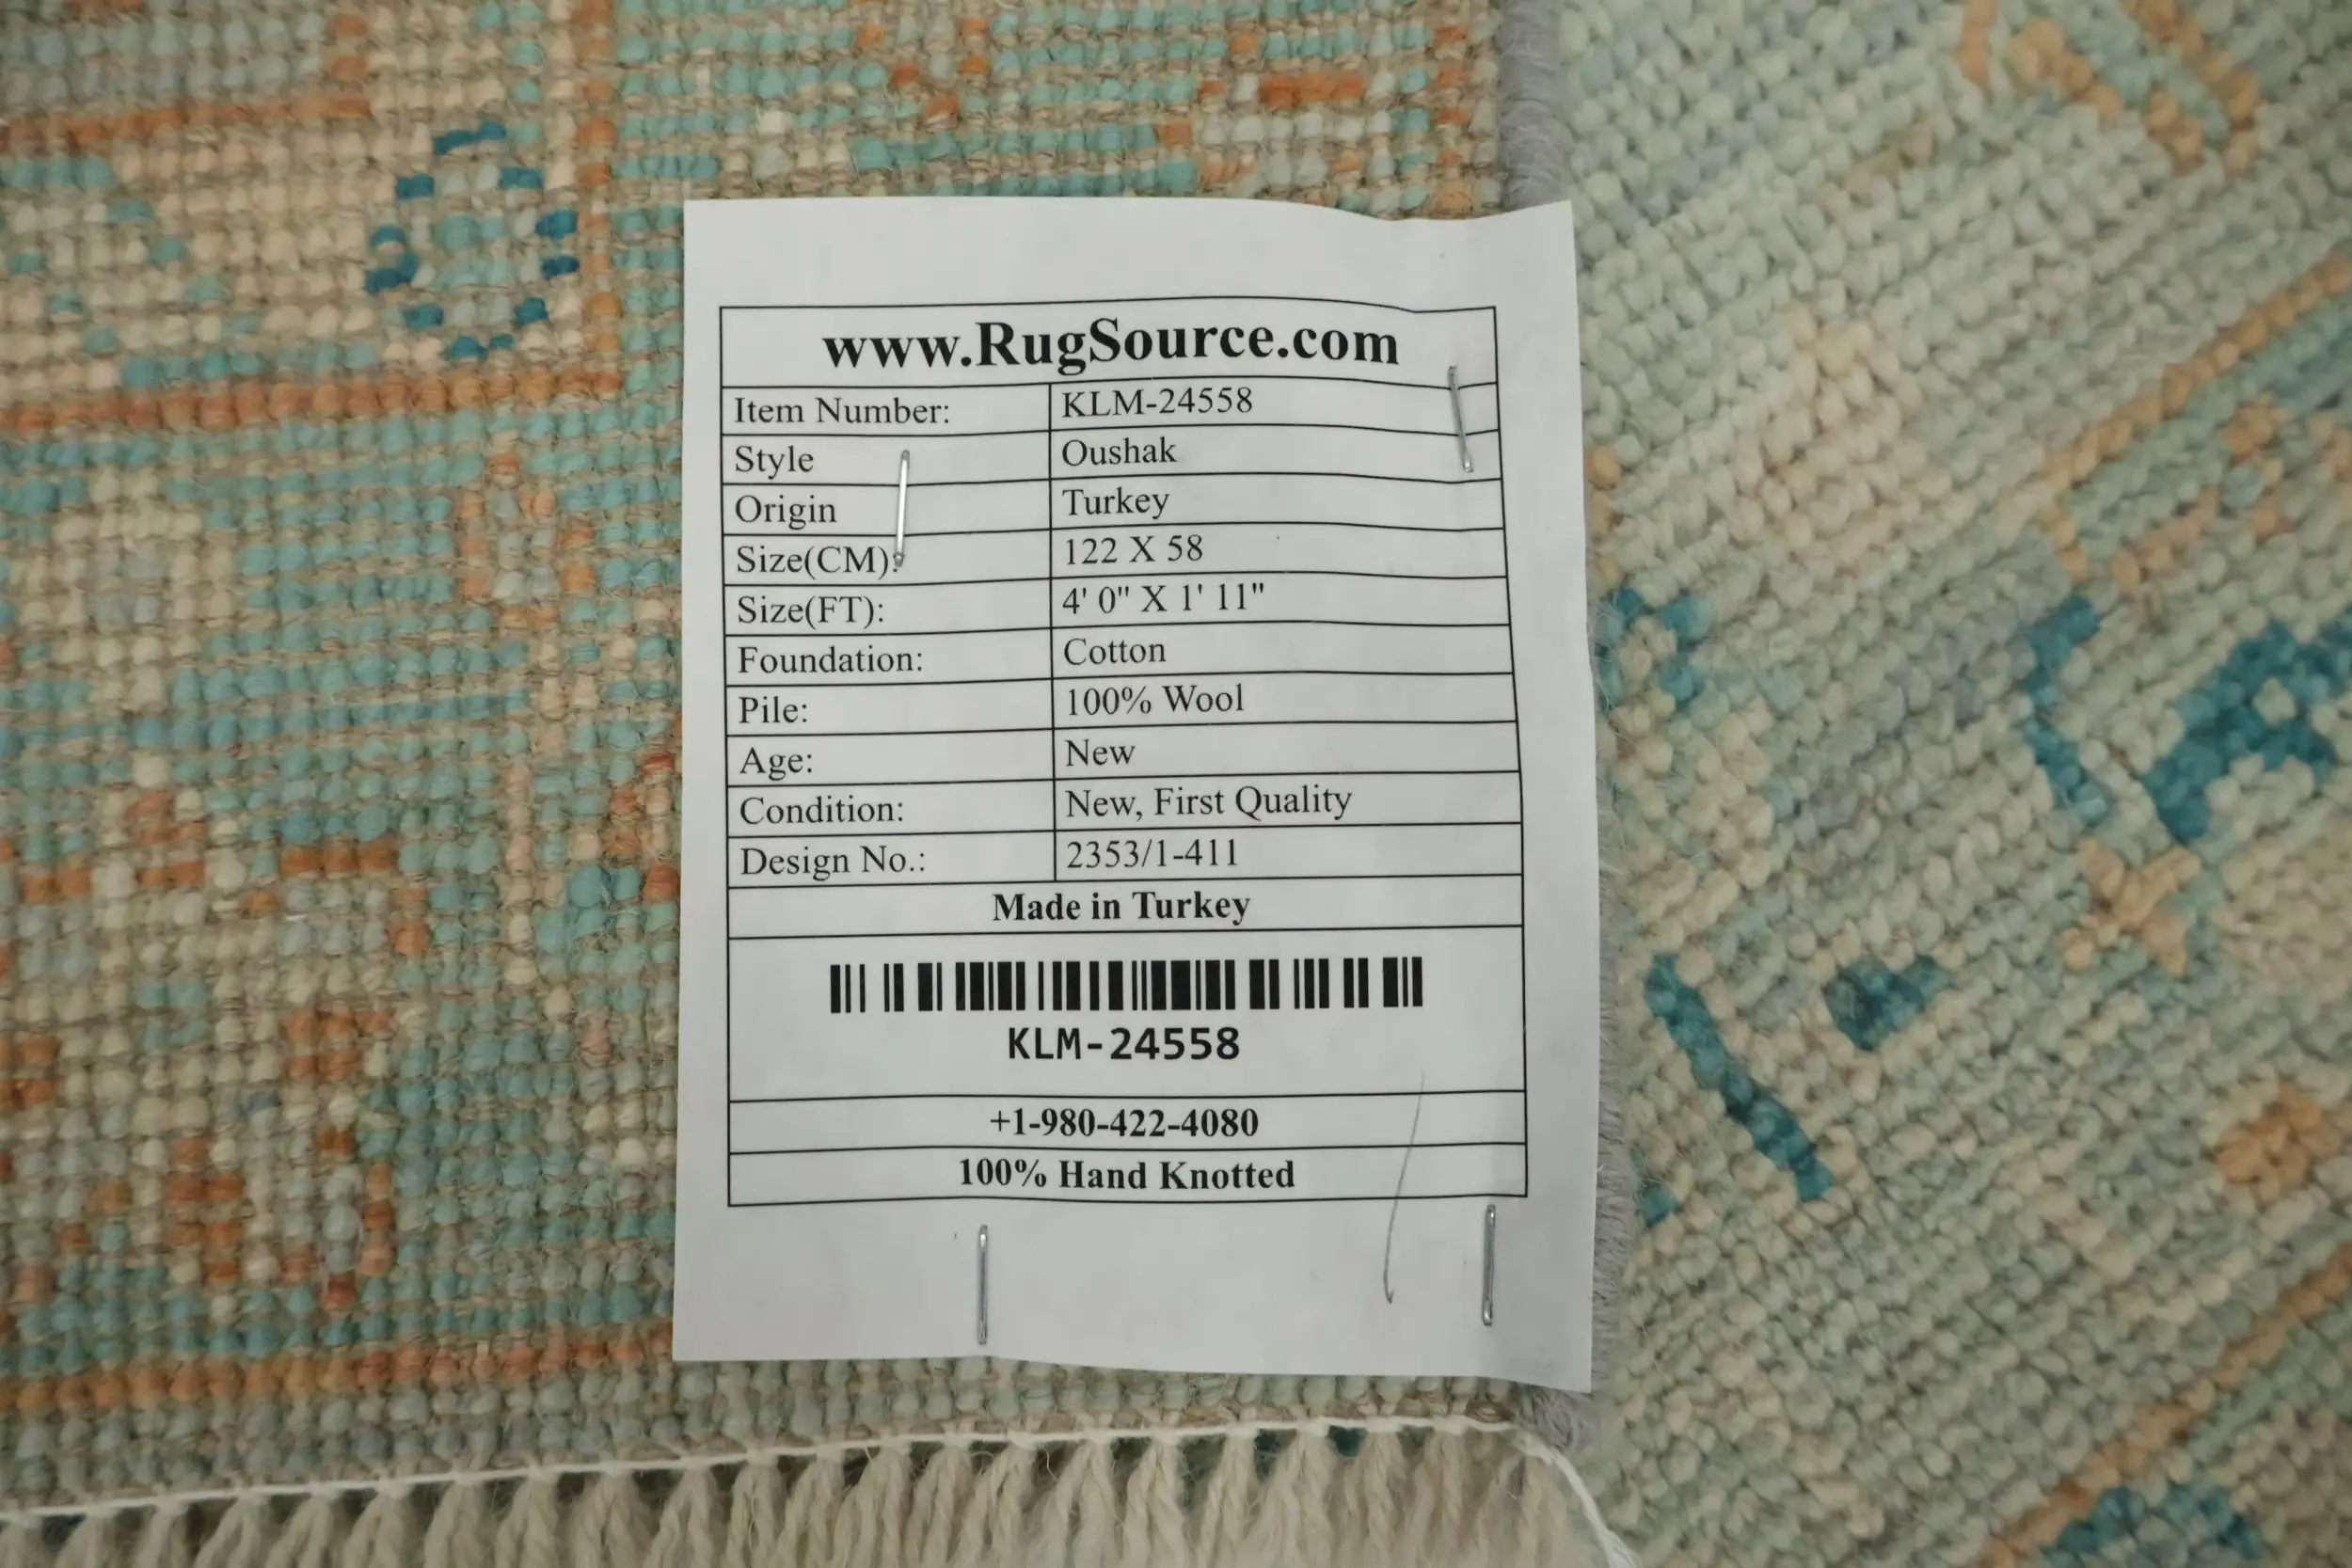 www.RugSource.com
Item Number: KLM-24558
Style Oushak
Origin Turkey
Size(CM): 122 X 58
Size(FT): 4' 0" X 1' 11"
Foundation: Cotton
Pile: 100% Wool
Age: New
Condition: New, First Quality
Design No.: 2353/1-411
Made in Turkey
KLM-24558
+1-980-422-4080
100% Hand Knotted